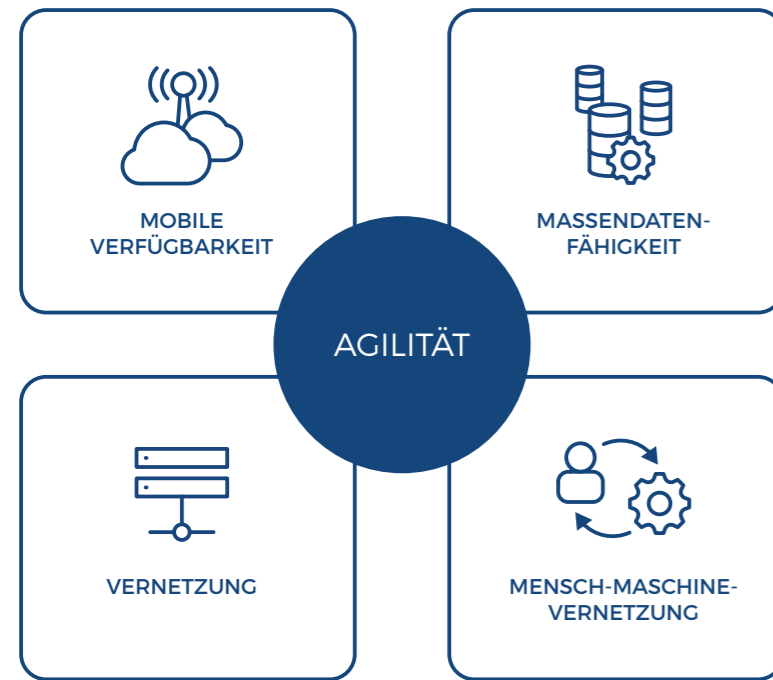 MOBILE
VERFÜGBARKEIT
MASSENDATEN-
FÄHIGKEIT
AGILITÄT
VERNETZUNG
MENSCH-MASCHINE-
VERNETZUNG